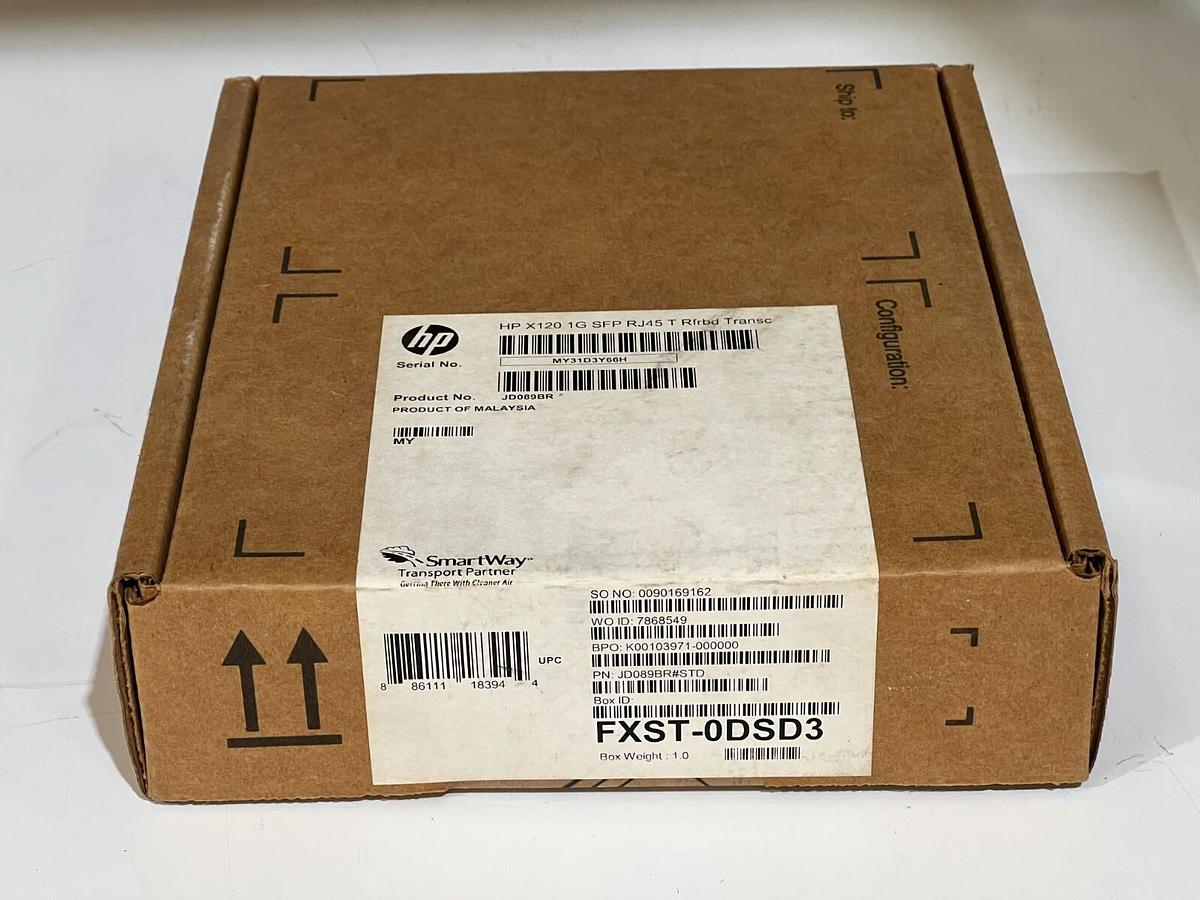 Ship to:
Configuration:
hp
HP X120 1G SFP RJ45 T Rfrbd Transc
Serial No.
MY31D3Y66H
Product No. JD089BR
PRODUCT OF MALAYSIA
MY
SmartWay
Transport Partner
Getting There With Cleaner Air
8 86111 18394 4
UPC
SO NO: 0090169162
WO ID: 7868549
BPO: K00103971-000000
PN: JD089BR#STD
Box ID:
FXST-0DSD3
Box Weight : 1.0